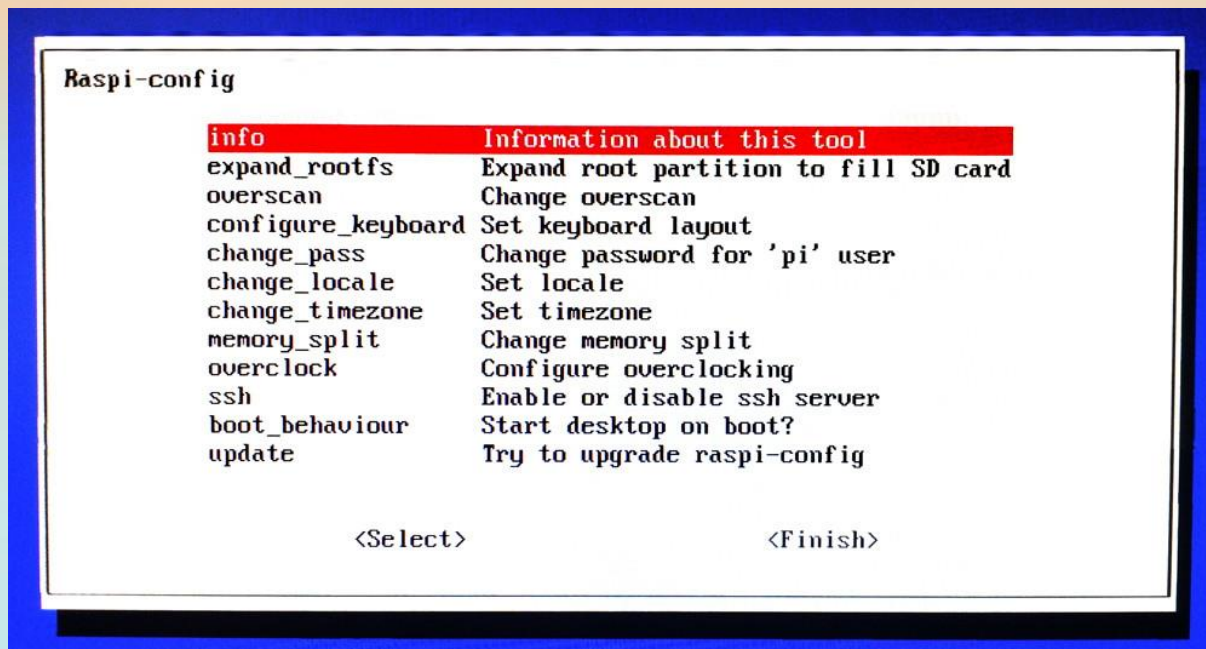 Raspi-config
info Information about this tool
expand_rootfs Expand root partition to fill SD card
overscan Change overscan
configure_keyboard Set keyboard layout
change_pass Change password for 'pi' user
change_locale Set locale
change_timezone Set timezone
memory_split Change memory split
overclock Configure overclocking
ssh Enable or disable ssh server
boot_behaviour Start desktop on boot?
update Try to upgrade raspi-config
<Select> <Finish>